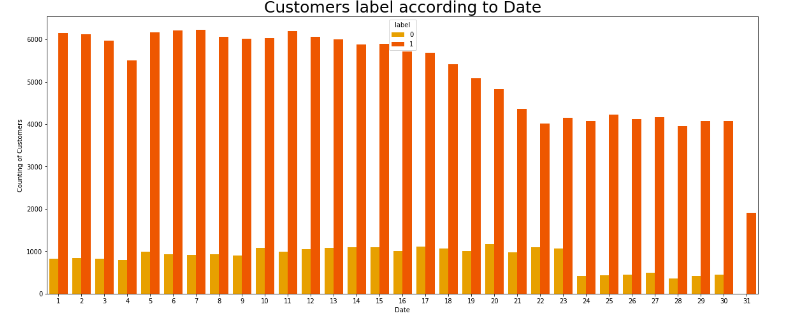 Customers label according to Date
label
0
1
6000
5000
4000
3000
2000
1000
0
Counting of Customers
1 2 3 4 5 6 7 8 9 10 11 12 13 14 15 16 17 18 19 20 21 22 23 24 25 26 27 28 29 30 31
Date